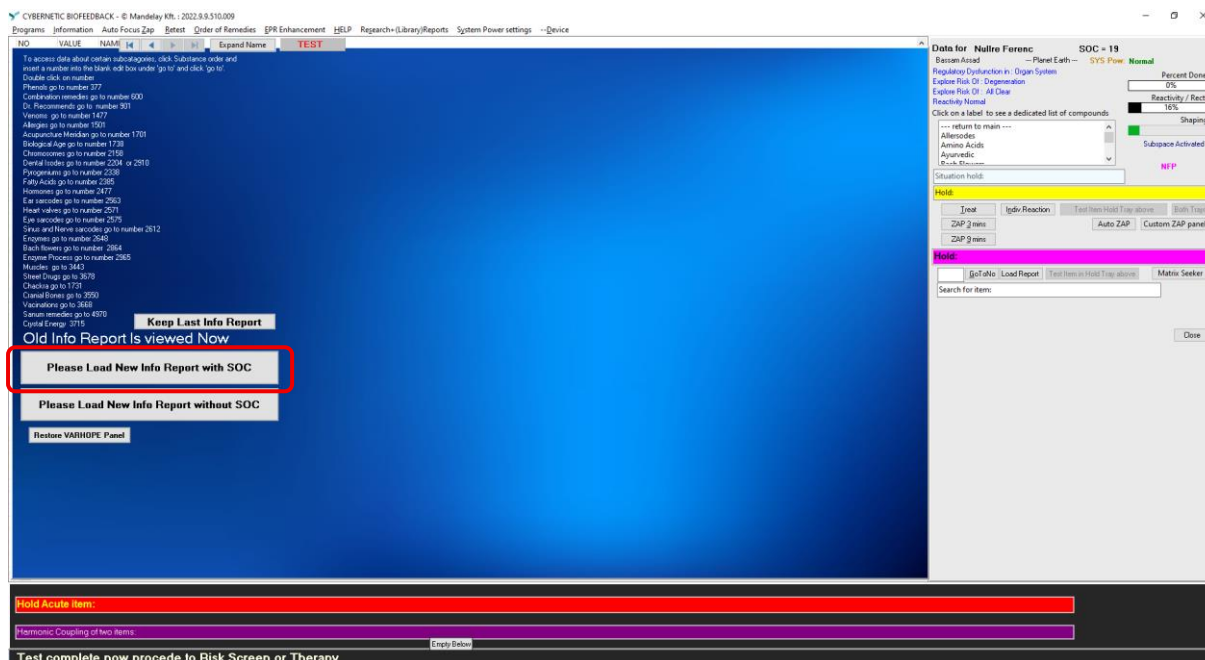 CYBERNETIC BIOFEEDBACK - © Mandelay Kft. : 2022.9.9.510.009
Programs Information Auto Focus Zap Retest Order of Remedies EPR Enhancement HELP Research+(Library)Reports System Power settings --Device
NO VALUE NAM Expand Name TEST
To access data about certain subcatagories, click Substance order and
insert a number into the blank edit box under 'go to' and click 'go to'.
Double click on number
Phenols go to number 377
Combination remedies go to number 600
Dr. Recommends go to number 901
Venoms go to number 1477
Allergies go to number 1501
Acupuncture Meridian go to number 1701
Biological Age go to number 1738
Chromosomes go to number 2158
Dental Isodes go to number 2204 or 2910
Pyrogeniums go to number 2338
Fatty Acids go to number 2385
Hormones go to number 2477
Ear sarcodes go to number 2563
Heart valves go to number 2571
Eye sarcodes go to number 2575
Sinus and Nerve sarcodes go to number 2612
Enzymes go to number 2648
Bach flowers go to number 2864
Enzyme Process go to number 2965
Muscles go to 3443
Street Drugs go to 3678
Chackra go to 1731
Cranial Bones go to 3550
Vacinations go to 3668
Sanum remedies go to 4970
Crystal Energy 3715
Keep Last Info Report
Old Info Report Is viewed Now
Please Load New Info Report with SOC
Please Load New Info Report without SOC
Restore VARHOPE Panel
Data for Nullre Ferenc SOC = 19
Bassam Assad -- Planet Earth -- SYS Pow: Normal
Regulatory Dysfunction in : Organ System
Explore Risk Of : Degeneration
Explore Risk Of : All Clear
Reactivity Normal
Percent Done
0%
Reactivity / Rect
16%
Shaping
Click on a label to see a dedicated list of compounds
--- return to main ---
Allersodes
Amino Acids
Ayurvedic
Bach Flowers
Subspace Activated
NFP
Situation hold:
Hold:
Treat Indiv.Reaction Test Item Hold Tray above Both Trays
ZAP 3 mins Auto ZAP Custom ZAP panel
ZAP 9 mins
Hold:
GoToNo Load Report Test Item in Hold Tray above Matrix Seeker
Search for item:
Close
Hold Acute item:
Harmonic Coupling of two items:
Empty Below
Test complete now procede to Risk Screen or Therapy